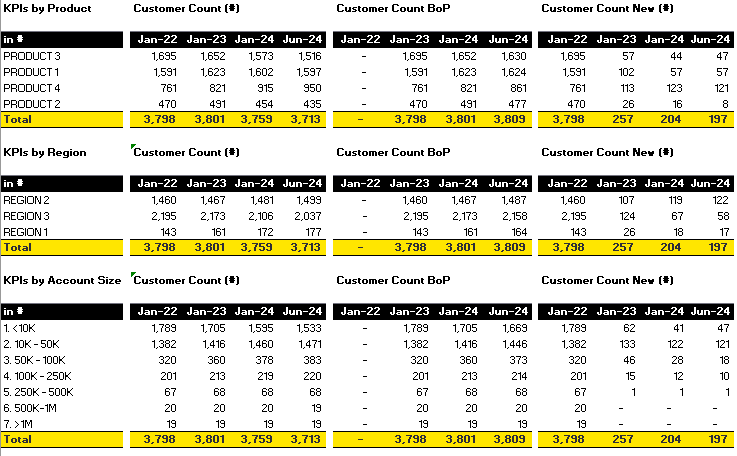 KPIs by Product Customer Count (#) Customer Count BoP Customer Count New (#)
in # Jan-22 Jan-23 Jan-24 Jun-24 Jan-22 Jan-23 Jan-24 Jun-24 Jan-22 Jan-23 Jan-24 Jun-24
PRODUCT 3 1,695 1,652 1,573 1,516 - 1,695 1,652 1,630 1,695 57 44 47
PRODUCT 1 1,591 1,623 1,602 1,597 - 1,591 1,623 1,624 1,591 102 57 57
PRODUCT 4 761 821 915 950 - 761 821 861 761 113 123 121
PRODUCT 2 470 491 454 435 - 470 491 477 470 26 16 8
Total 3,798 3,801 3,759 3,713 - 3,798 3,801 3,809 3,798 257 204 197
KPIs by Region Customer Count (#) Customer Count BoP Customer Count New (#)
in # Jan-22 Jan-23 Jan-24 Jun-24 Jan-22 Jan-23 Jan-24 Jun-24 Jan-22 Jan-23 Jan-24 Jun-24
REGION 2 1,460 1,467 1,481 1,499 - 1,460 1,467 1,487 1,460 107 119 122
REGION 3 2,195 2,173 2,106 2,037 - 2,195 2,173 2,158 2,195 124 67 58
REGION 1 143 161 172 177 - 143 161 164 143 26 18 17
Total 3,798 3,801 3,759 3,713 - 3,798 3,801 3,809 3,798 257 204 197
KPIs by Account Size Customer Count (#) Customer Count BoP Customer Count New (#)
in # Jan-22 Jan-23 Jan-24 Jun-24 Jan-22 Jan-23 Jan-24 Jun-24 Jan-22 Jan-23 Jan-24 Jun-24
1. <10K 1,789 1,705 1,595 1,533 - 1,789 1,705 1,669 1,789 62 41 47
2. 10K - 50K 1,382 1,416 1,460 1,471 - 1,382 1,416 1,446 1,382 133 122 121
3. 50K - 100K 320 360 378 383 - 320 360 373 320 46 28 18
4. 100K - 250K 201 213 219 220 - 201 213 214 201 15 12 10
5. 250K - 500K 67 68 68 68 - 67 68 68 67 1 1 1
6. 500K-1M 20 20 20 19 - 20 20 20 20 - - -
7. >1M 19 19 19 19 - 19 19 19 19 - - -
Total 3,798 3,801 3,759 3,713 - 3,798 3,801 3,809 3,798 257 204 197